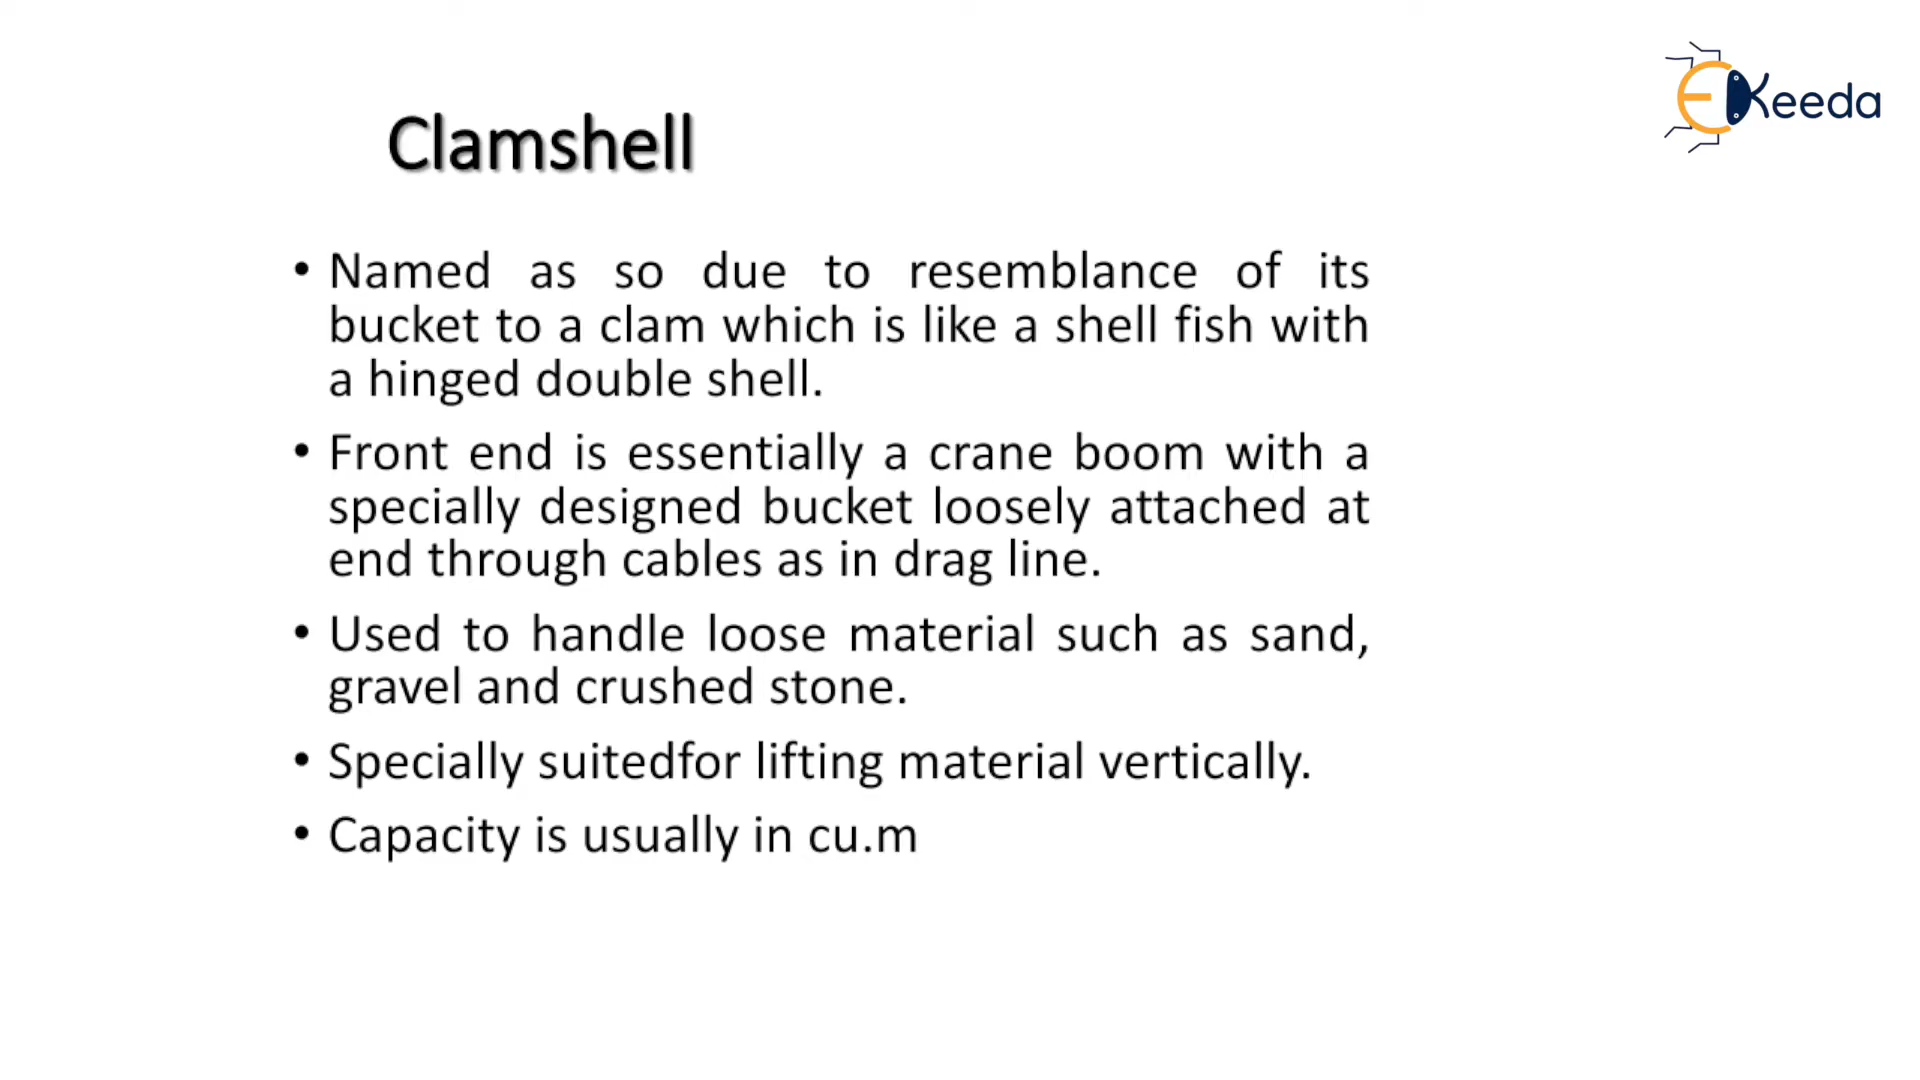 EKeeda
Clamshell
• Named as so due to resemblance of its
bucket to a clam which is like a shell fish with
a hinged double shell.
• Front end is essentially a crane boom with a
specially designed bucket loosely attached at
end through cables as in drag line.
• Used to handle loose material such as sand,
gravel and crushed stone.
• Specially suitedfor lifting material vertically.
• Capacity is usually in cu.m